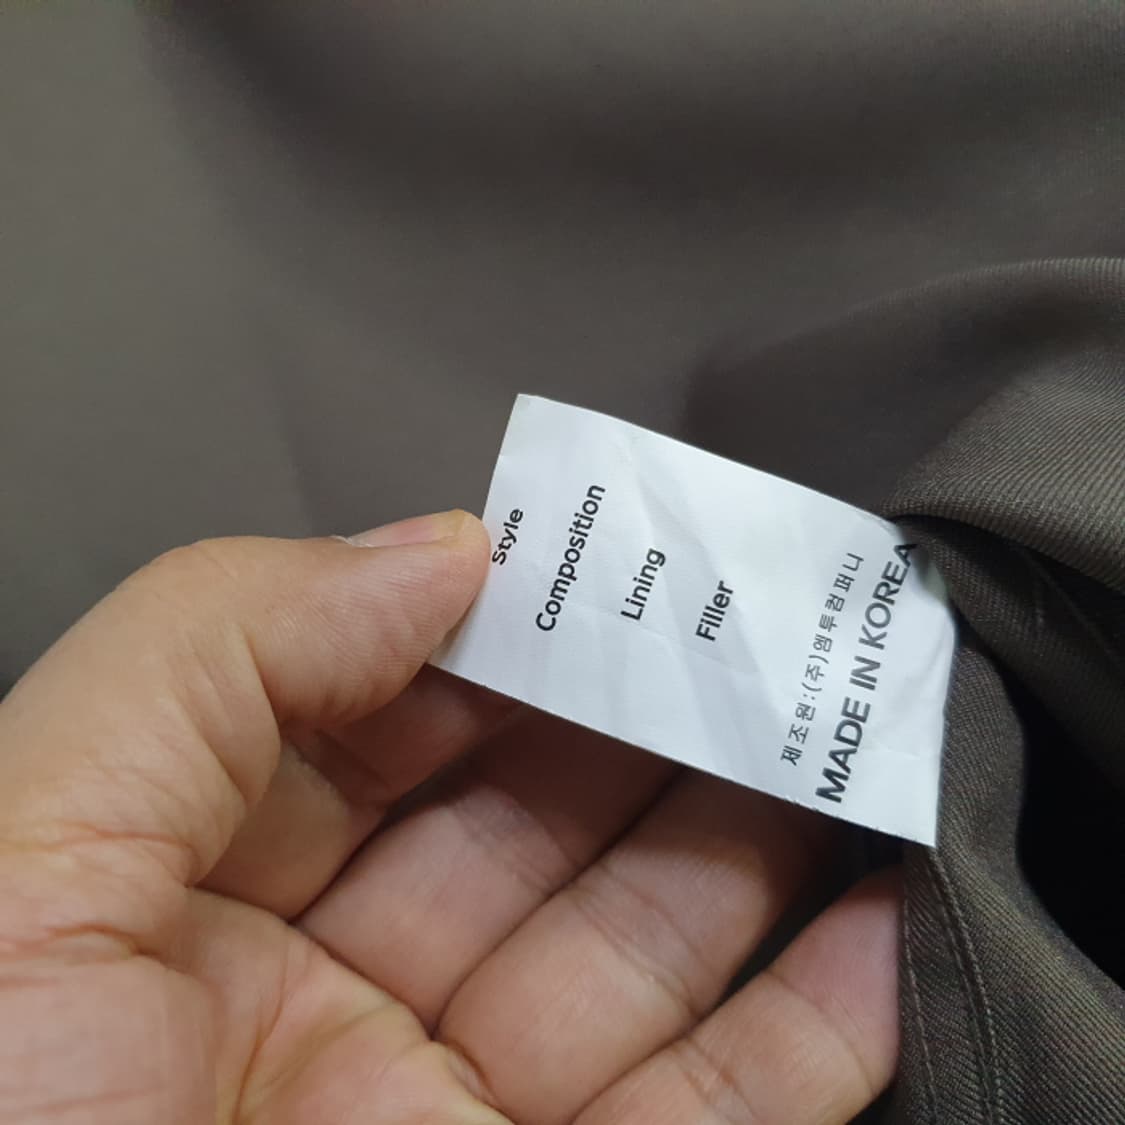 Style
Composition
Lining
Filler
제조원:(주)엠투컴퍼니
MADE IN KOREA